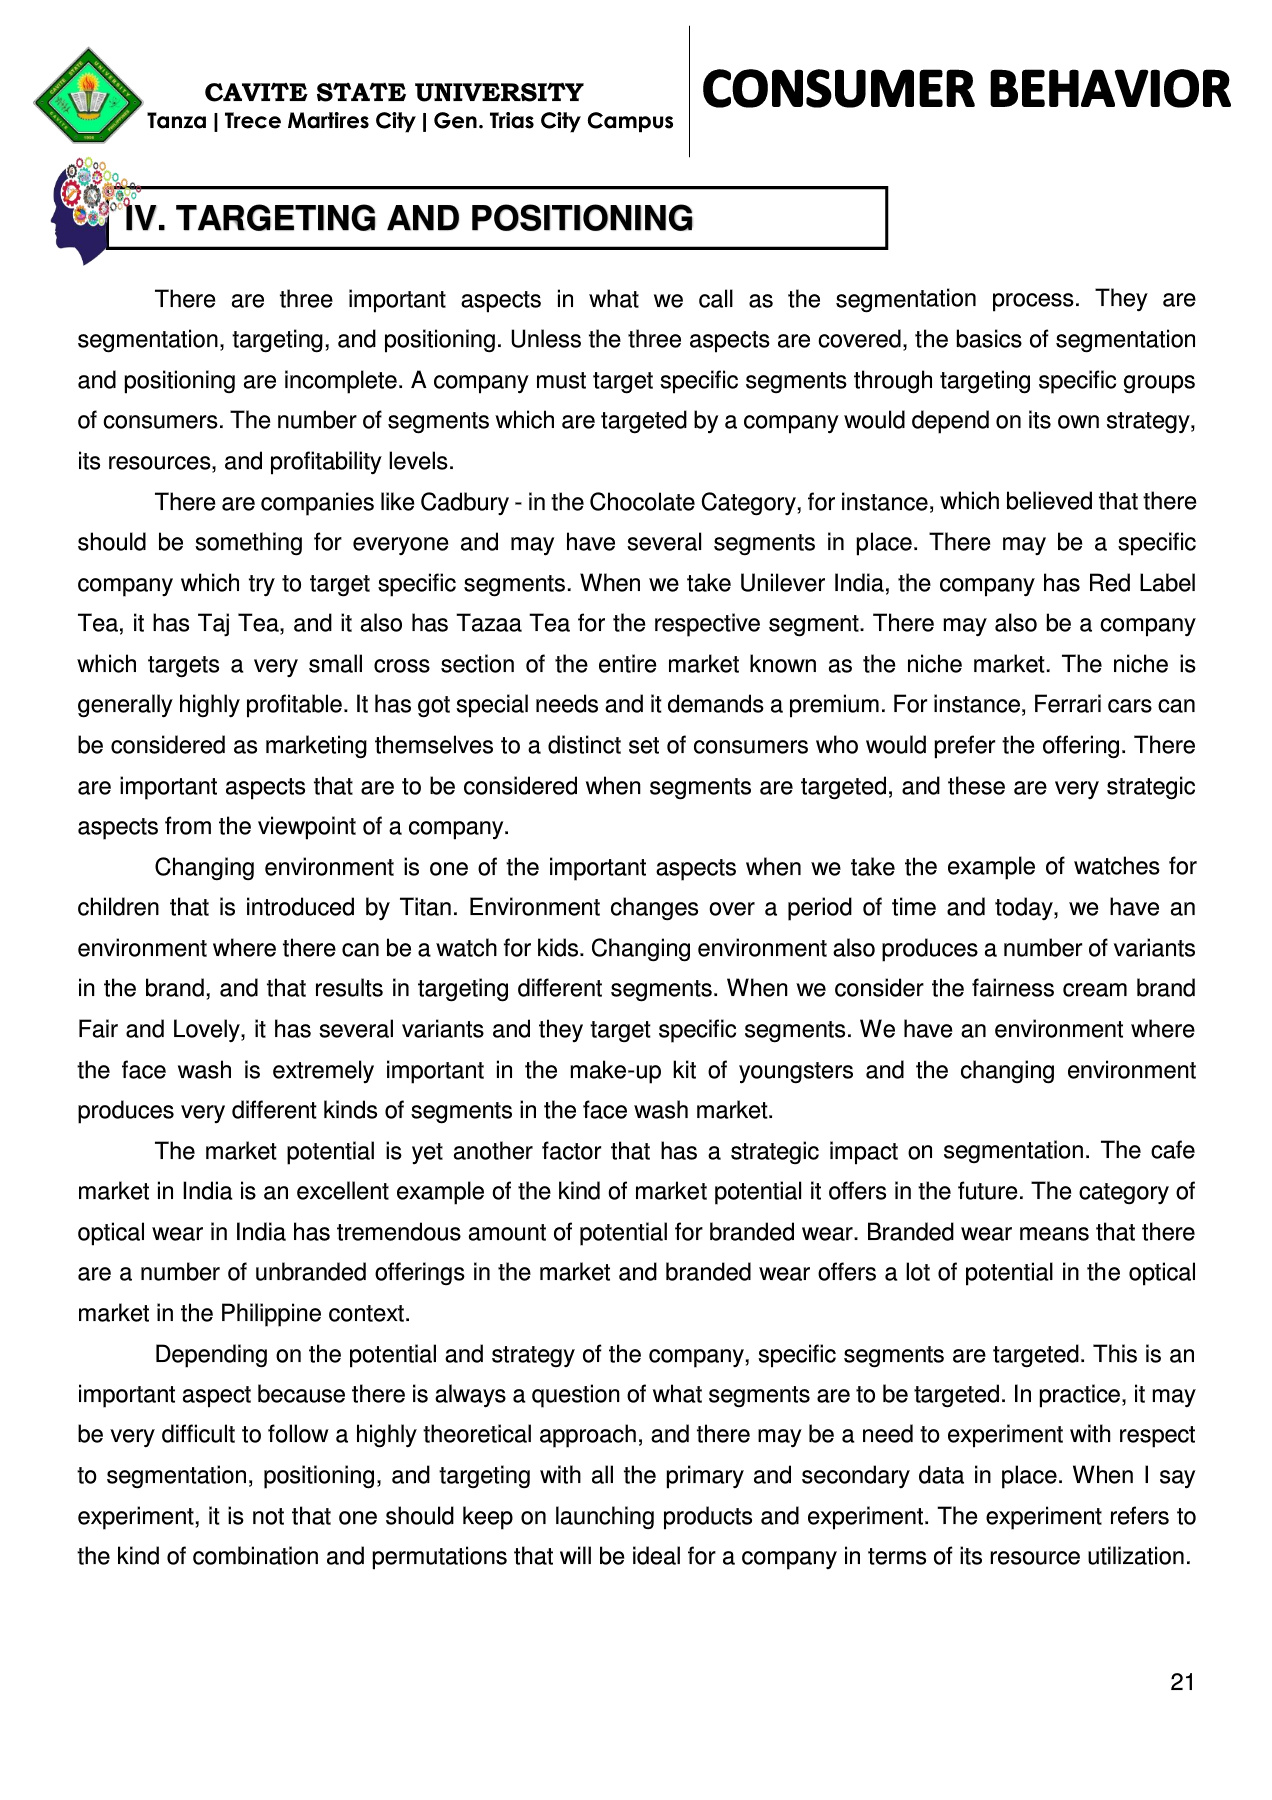 CAVITE STATE UNIVERSITY
Tanza | Trece Martires City | Gen. Trias City Campus
CONSUMER BEHAVIOR
IV. TARGETING AND POSITIONING
There are three important aspects in what we call as the segmentation process. They are
segmentation, targeting, and positioning. Unless the three aspects are covered, the basics of segmentation
and positioning are incomplete. A company must target specific segments through targeting specific groups
of consumers. The number of segments which are targeted by a company would depend on its own strategy,
its resources, and profitability levels.
There are companies like Cadbury - in the Chocolate Category, for instance, which believed that there
should be something for everyone and may have several segments in place. There may be a specific
company which try to target specific segments. When we take Unilever India, the company has Red Label
Tea, it has Taj Tea, and it also has Tazaa Tea for the respective segment. There may also be a company
which targets a very small cross section of the entire market known as the niche market. The niche is
generally highly profitable. It has got special needs and it demands a premium. For instance, Ferrari cars can
be considered as marketing themselves to a distinct set of consumers who would prefer the offering. There
are important aspects that are to be considered when segments are targeted, and these are very strategic
aspects from the viewpoint of a company.
Changing environment is one of the important aspects when we take the example of watches for
children that is introduced by Titan. Environment changes over a period of time and today, we have an
environment where there can be a watch for kids. Changing environment also produces a number of variants
in the brand, and that results in targeting different segments. When we consider the fairness cream brand
Fair and Lovely, it has several variants and they target specific segments. We have an environment where
the face wash is extremely important in the make-up kit of youngsters and the changing environment
produces very different kinds of segments in the face wash market.
The market potential is yet another factor that has a strategic impact on segmentation. The cafe
market in India is an excellent example of the kind of market potential it offers in the future. The category of
optical wear in India has tremendous amount of potential for branded wear. Branded wear means that there
are a number of unbranded offerings in the market and branded wear offers a lot of potential in the optical
market in the Philippine context.
Depending on the potential and strategy of the company, specific segments are targeted. This is an
important aspect because there is always a question of what segments are to be targeted. In practice, it may
be very difficult to follow a highly theoretical approach, and there may be a need to experiment with respect
to segmentation, positioning, and targeting with all the primary and secondary data in place. When I say
experiment, it is not that one should keep on launching products and experiment. The experiment refers to
the kind of combination and permutations that will be ideal for a company in terms of its resource utilization.
21